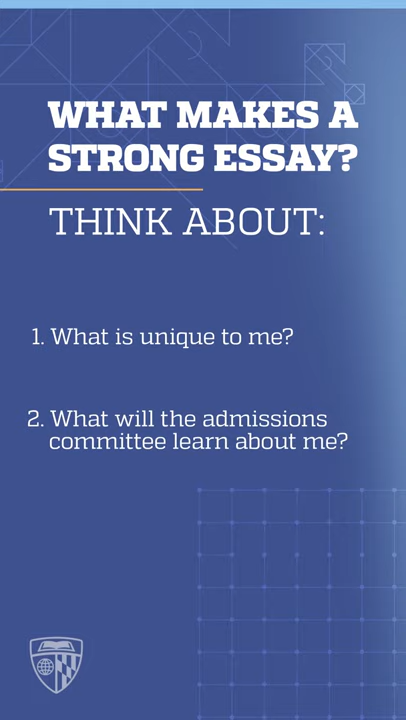 WHAT MAKES A
STRONG ESSAY?
THINK ABOUT:
1. What is unique to me?
2. What will the admissions
committee learn about me?